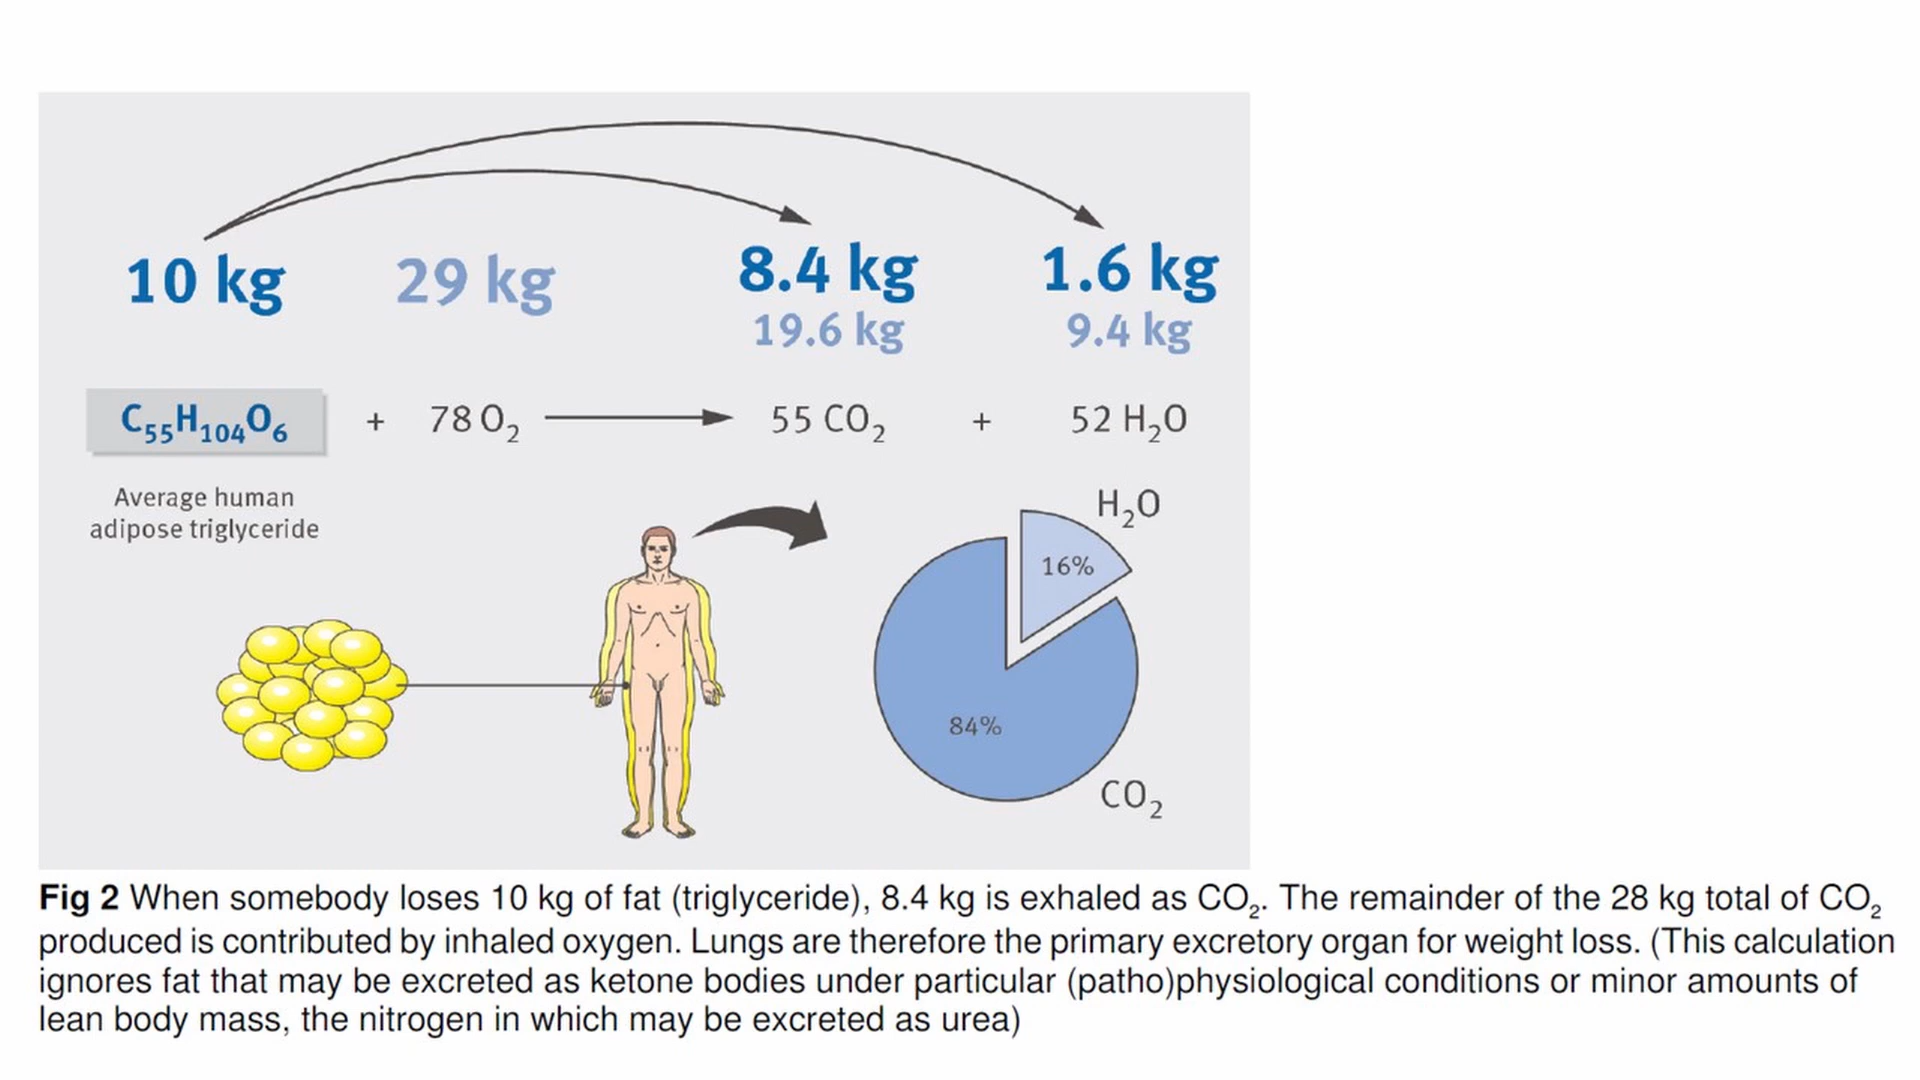 10 kg 29 kg 8.4 kg 1.6 kg
19.6 kg 9.4 kg
C₅₅H₁₀₄O₆ + 78 O₂ 55 CO₂ + 52 H₂O
Average human
adipose triglyceride
H₂O
16%
84%
CO₂
Fig 2 When somebody loses 10 kg of fat (triglyceride), 8.4 kg is exhaled as CO₂. The remainder of the 28 kg total of CO₂
produced is contributed by inhaled oxygen. Lungs are therefore the primary excretory organ for weight loss. (This calculation
ignores fat that may be excreted as ketone bodies under particular (patho)physiological conditions or minor amounts of
lean body mass, the nitrogen in which may be excreted as urea)